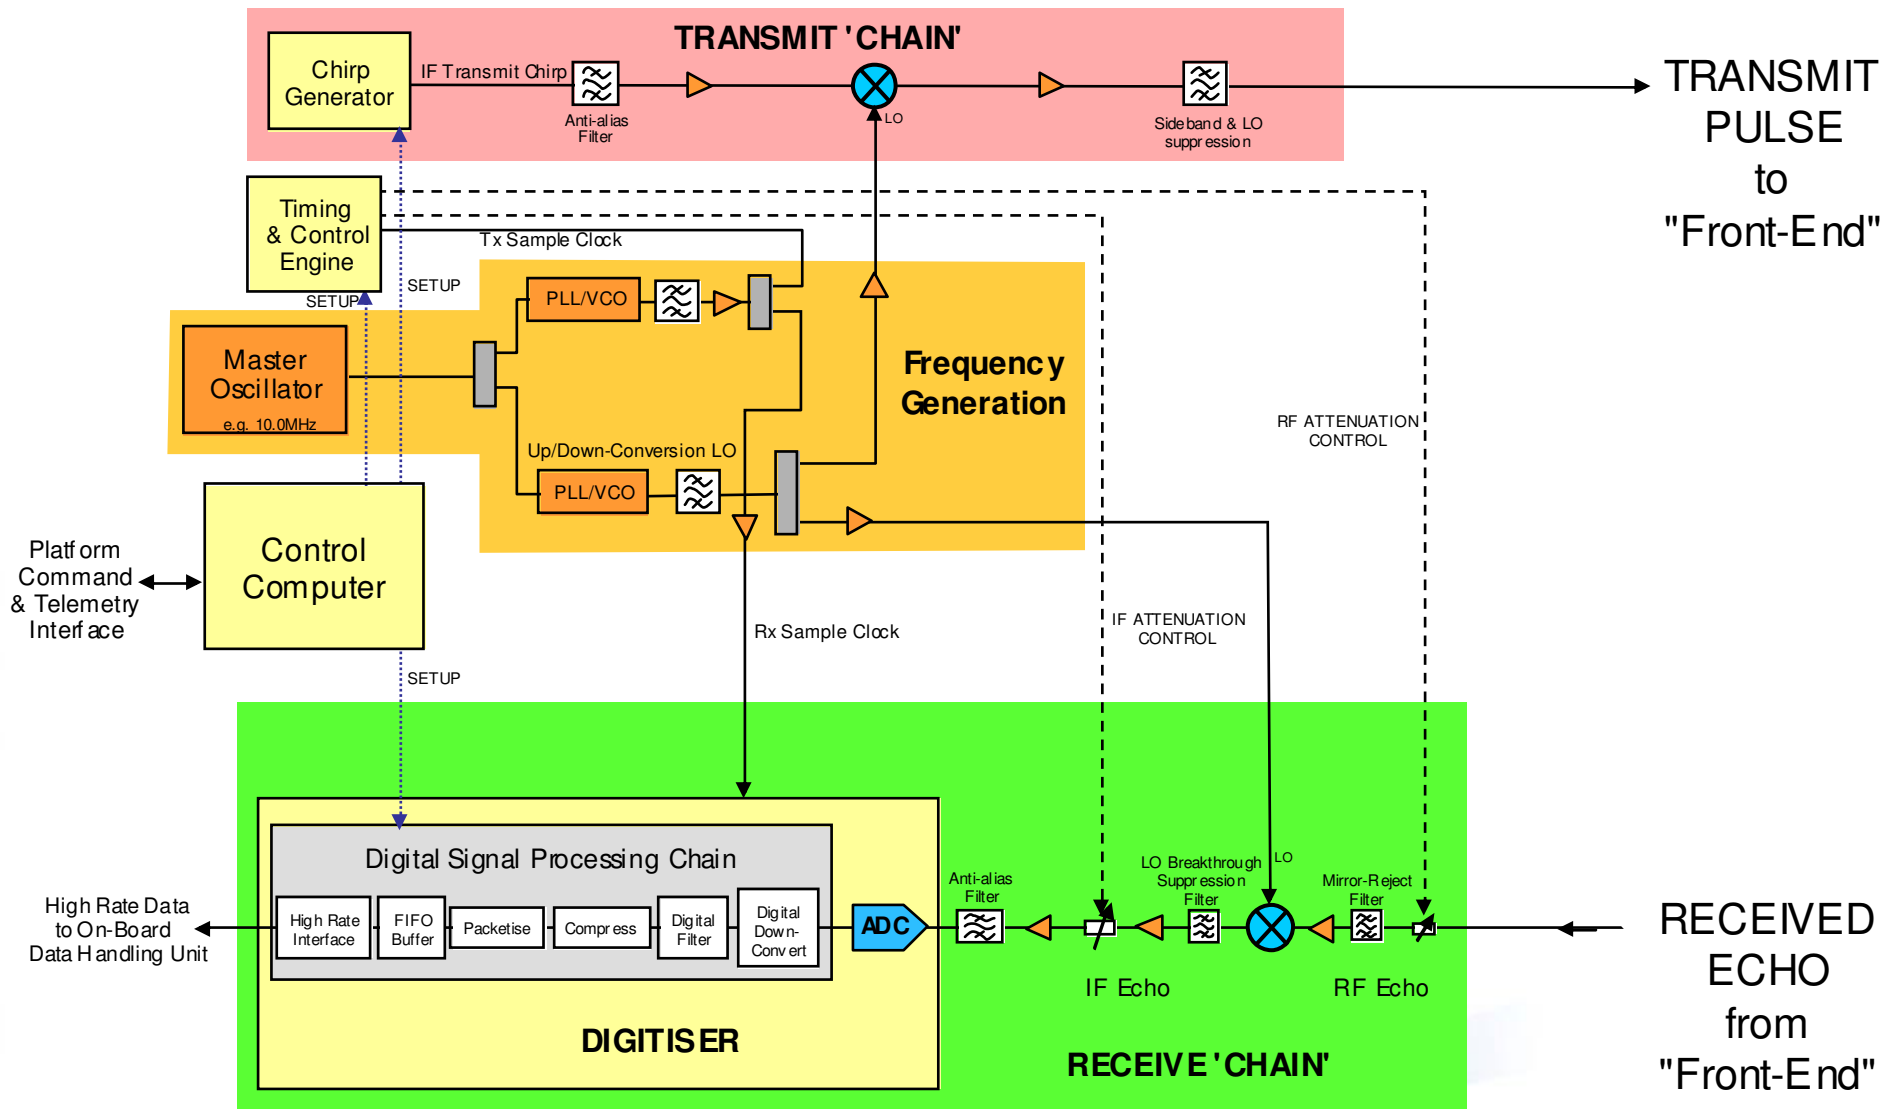 TRANSMIT 'CHAIN'
Chirp
Generator
IF Transmit Chirp
Anti-alias
Filter
LO
Sideband & LO
suppression
TRANSMIT
PULSE
to
"Front-End"
Timing
& Control
Engine
Tx Sample Clock
SETUP
SETUP
PLL/VCO
Master
Oscillator
e.g. 10.0MHz
Frequency
Generation
Up/Down-Conversion LO
PLL/VCO
RF ATTENUATION
CONTROL
Control
Computer
Platform
Command
& Telemetry
Interface
Rx Sample Clock
IF ATTENUATION
CONTROL
SETUP
Digital Signal Processing Chain
High Rate
Interface
FIFO
Buffer
Packetise
Compress
Digital
Filter
Digital
Down-
Convert
ADC
Anti-alias
Filter
LO Breakthrough
Suppression
Filter
LO
Mirror-Reject
Filter
IF Echo
RF Echo
High Rate Data
to On-Board
Data Handling Unit
DIGITISER
RECEIVE 'CHAIN'
RECEIVED
ECHO
from
"Front-End"